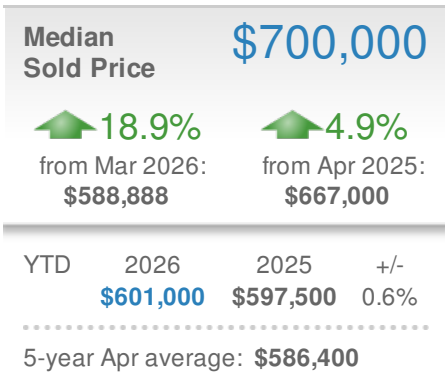 Median $700,000
Sold Price
18.9% 4.9%
from Mar 2026: from Apr 2025:
$588,888 $667,000
YTD 2026 2025 +/-
$601,000 $597,500 0.6%
5-year Apr average: $586,400